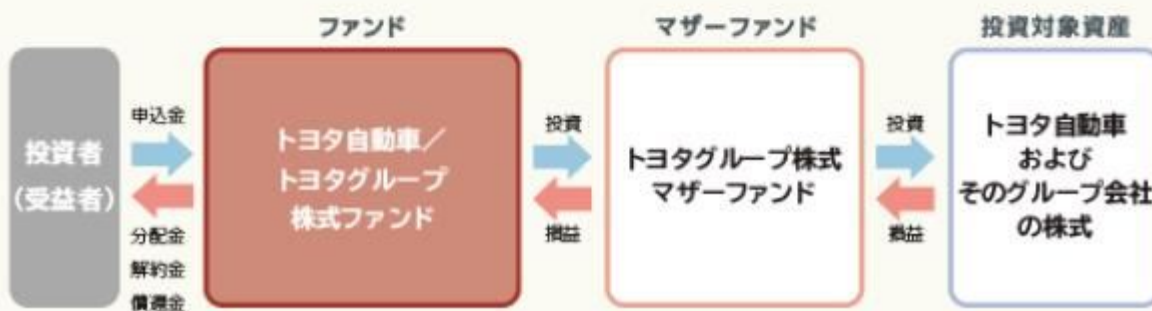 ファンド
マザーファンド
投資対象資産
投資者
(受益者)
申込金
分配金
解約金
償還金
トヨタ自動車／
トヨタグループ
株式ファンド
投資
損益
トヨタグループ株式
マザーファンド
投資
損益
トヨタ自動車
および
そのグループ会社
の株式